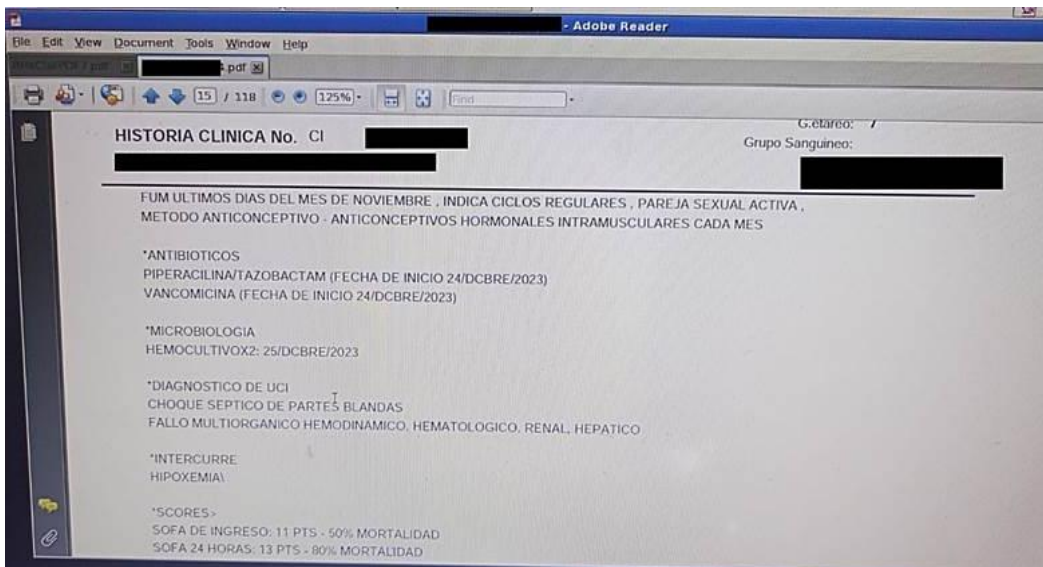 - Adobe Reader
File Edit View Document Tools Window Help
.pdf
15 / 118 125% Find
G.etareo: 7
HISTORIA CLINICA No. CI
Grupo Sanguineo:
FUM ULTIMOS DIAS DEL MES DE NOVIEMBRE , INDICA CICLOS REGULARES , PAREJA SEXUAL ACTIVA ,
METODO ANTICONCEPTIVO - ANTICONCEPTIVOS HORMONALES INTRAMUSCULARES CADA MES
*ANTIBIOTICOS
PIPERACILINA/TAZOBACTAM (FECHA DE INICIO 24/DCBRE/2023)
VANCOMICINA (FECHA DE INICIO 24/DCBRE/2023)
*MICROBIOLOGIA
HEMOCULTIVOX2: 25/DCBRE/2023
*DIAGNOSTICO DE UCI
CHOQUE SEPTICO DE PARTES BLANDAS
FALLO MULTIORGANICO HEMODINAMICO, HEMATOLOGICO, RENAL, HEPATICO
*INTERCURRE
HIPOXEMIA\
*SCORES>
SOFA DE INGRESO: 11 PTS - 50% MORTALIDAD
SOFA 24 HORAS: 13 PTS - 80% MORTALIDAD